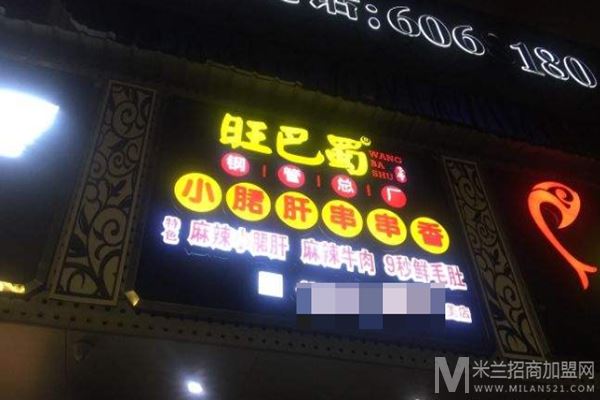 :606 180
旺巴蜀
WANG
BA
SHU
钢|管|总|厂
小 肝串串香
特色 麻辣小 肝 麻辣牛肉 9秒鲜毛肚
店
米兰招商加盟网
WWW.MILAN521.COM